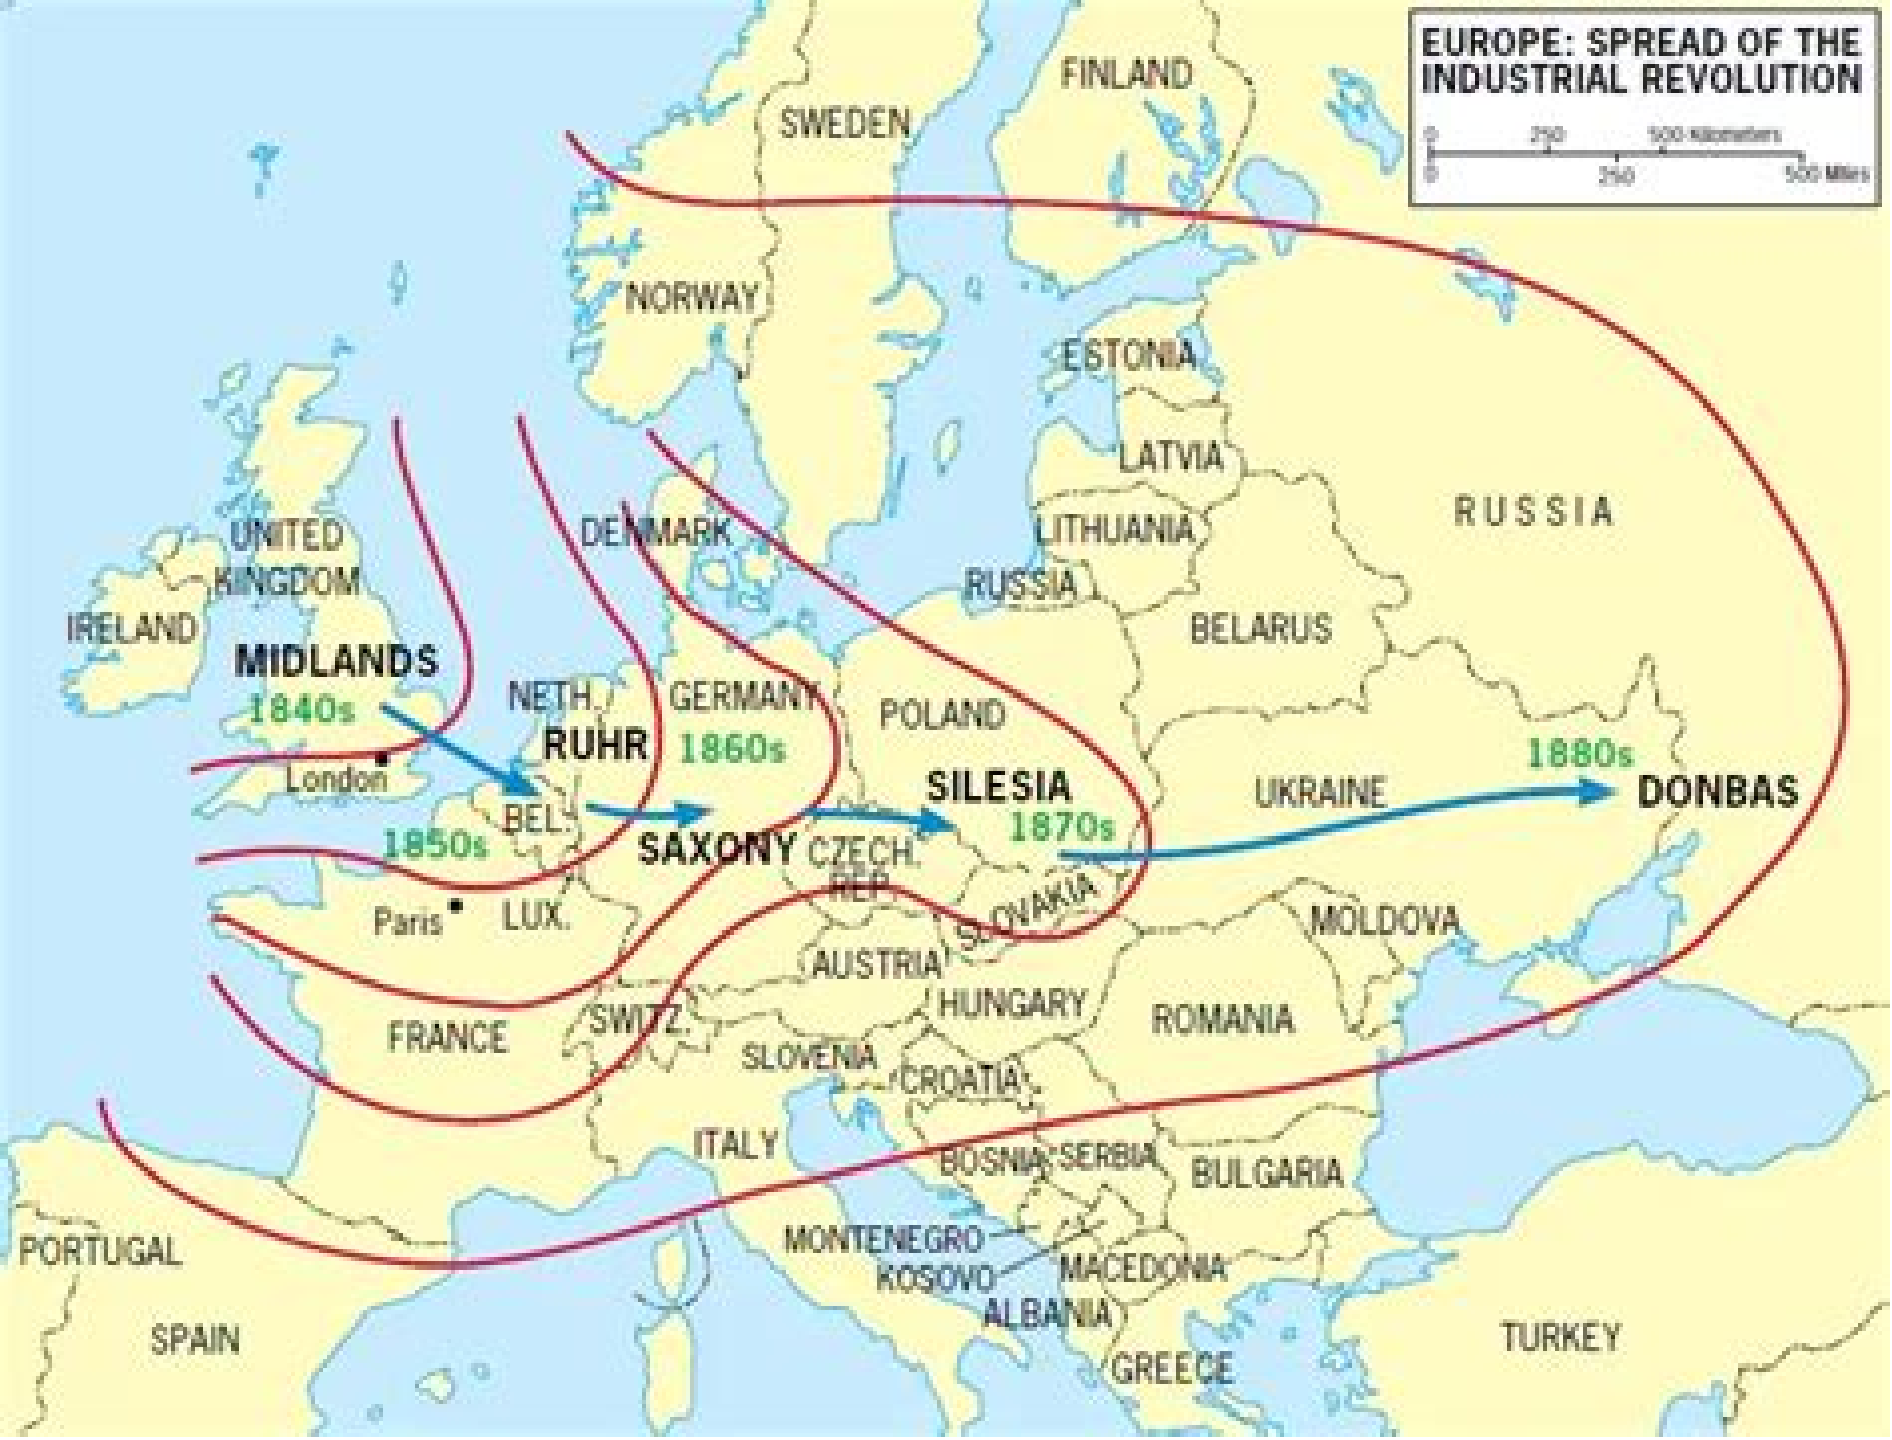 EUROPE: SPREAD OF THE
INDUSTRIAL REVOLUTION
0 250 500 Kilometers
0 250 500 Miles
FINLAND
SWEDEN
NORWAY
ESTONIA
LATVIA
RUSSIA
LITHUANIA
DENMARK
UNITED
KINGDOM
RUSSIA
IRELAND
BELARUS
MIDLANDS
1840s
NETH.
GERMANY
POLAND
RUHR
1860s
1880s
London
SILESIA
UKRAINE
DONBAS
BEL.
1870s
1850s
SAXONY
CZECH.
REP.
SLOVAKIA
Paris
LUX.
MOLDOVA
AUSTRIA
HUNGARY
ROMANIA
FRANCE
SWITZ.
SLOVENIA
CROATIA
ITALY
BOSNIA
SERBIA
BULGARIA
PORTUGAL
MONTENEGRO
KOSOVO
MACEDONIA
ALBANIA
SPAIN
TURKEY
GREECE